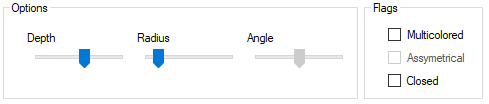 Options
Depth
Radius
Angle
Flags
Multicolored
Assymetrical
Closed